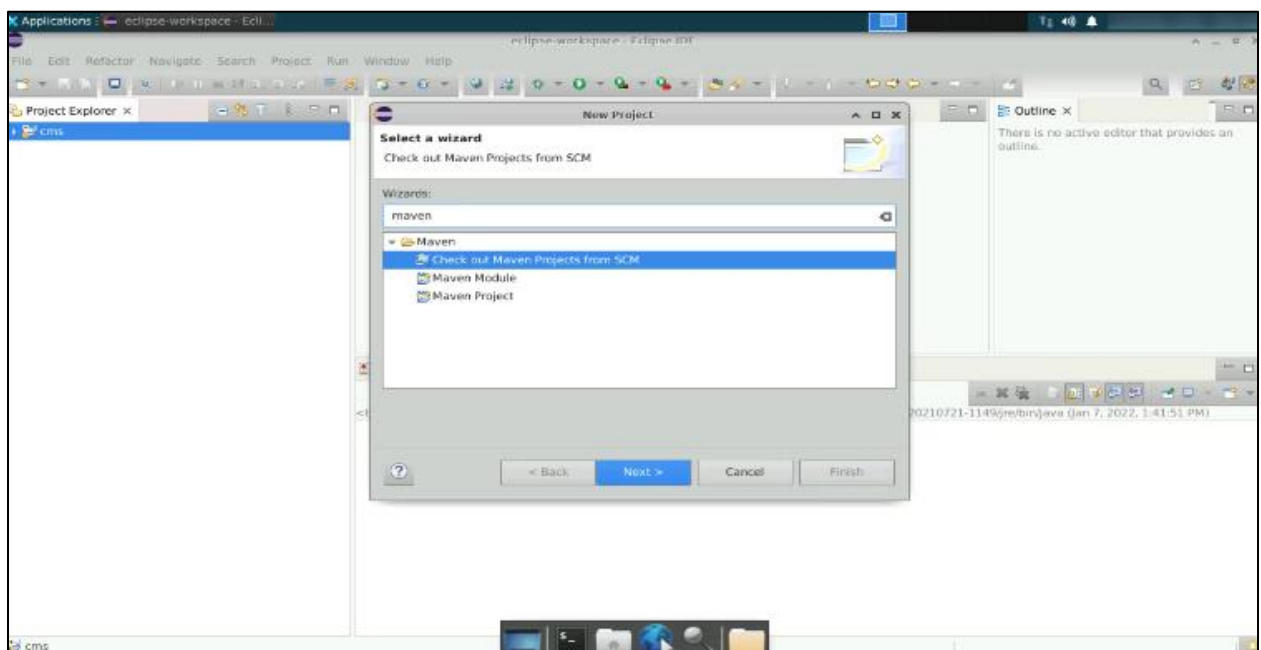 Applications : eclipse-workspace - Ecli...
eclipse-workspace - Eclipse IDE
File Edit Refactor Navigate Search Project Run Window Help
Project Explorer ×
cms
New Project
Select a wizard
Check out Maven Projects from SCM
Wizards:
maven
Maven
Check out Maven Projects from SCM
Maven Module
Maven Project
< Back Next > Cancel Finish
Outline ×
There is no active editor that provides an
outline.
20210721-1149/jre/bin/java (Jan 7, 2022, 1:41:51 PM)
cms